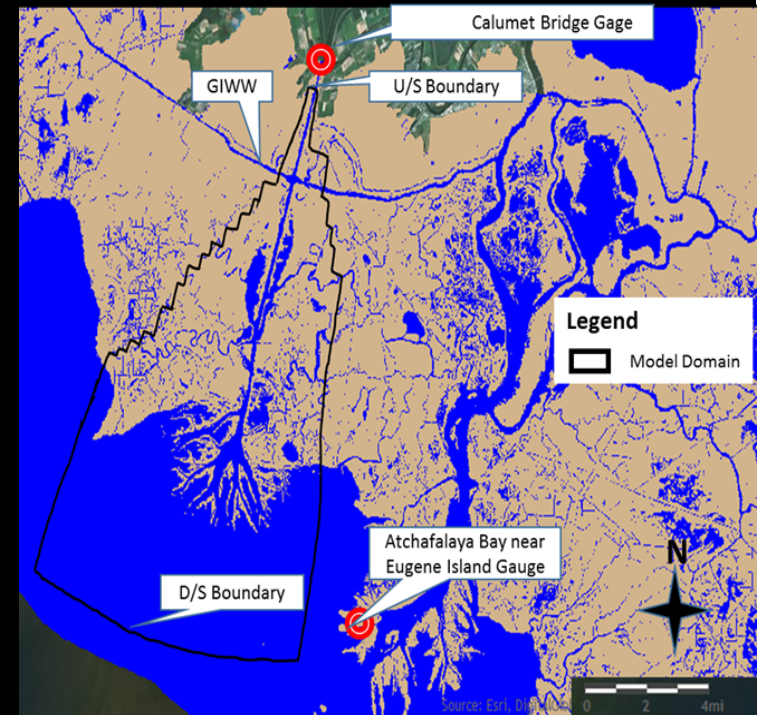 Calumet Bridge Gage
GIWW
U/S Boundary
Legend
Model Domain
Atchafalaya Bay near
Eugene Island Gauge
N
D/S Boundary
Source: Esri,
0 2 4mi